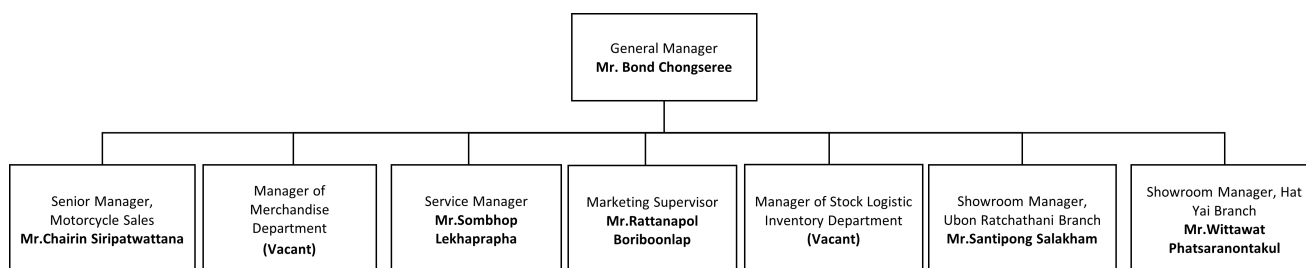 General Manager
Mr. Bond Chongseree
Senior Manager,
Motorcycle Sales
Mr.Chairin Siripatwattana
Manager of
Merchandise
Department
(Vacant)
Service Manager
Mr.Sombhop
Lekhaprapha
Marketing Supervisor
Mr.Rattanapol
Boriboonlap
Manager of Stock Logistic
Inventory Department
(Vacant)
Showroom Manager,
Ubon Ratchathani Branch
Mr.Santipong Salakham
Showroom Manager, Hat
Yai Branch
Mr.Wittawat
Phatsaranontakul